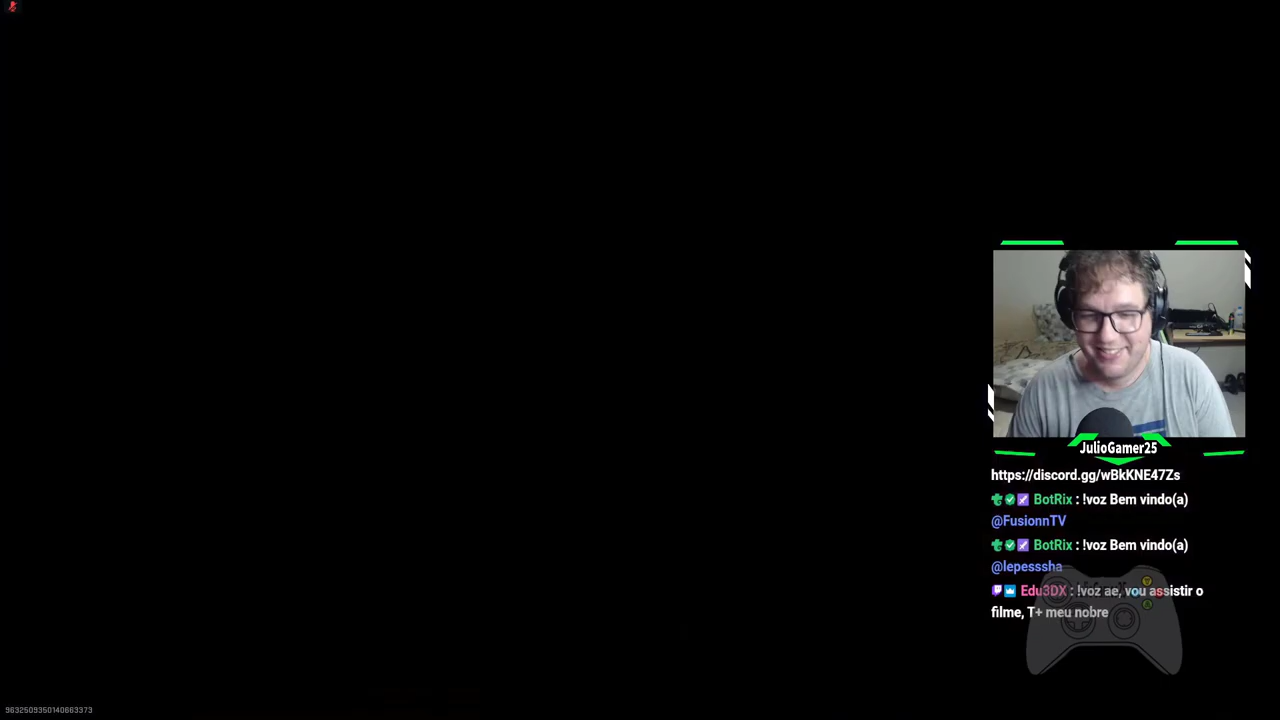 JulioGamer25
https://discord.gg/wBkKNE47Zs
BotRix : !voz Bem vindo(a)
@FusionnTV
BotRix : !voz Bem vindo(a)
@lepesssha
Edu3DX : !voz ae, vou assistir o
filme, T+ meu nobre
9632509350140663373